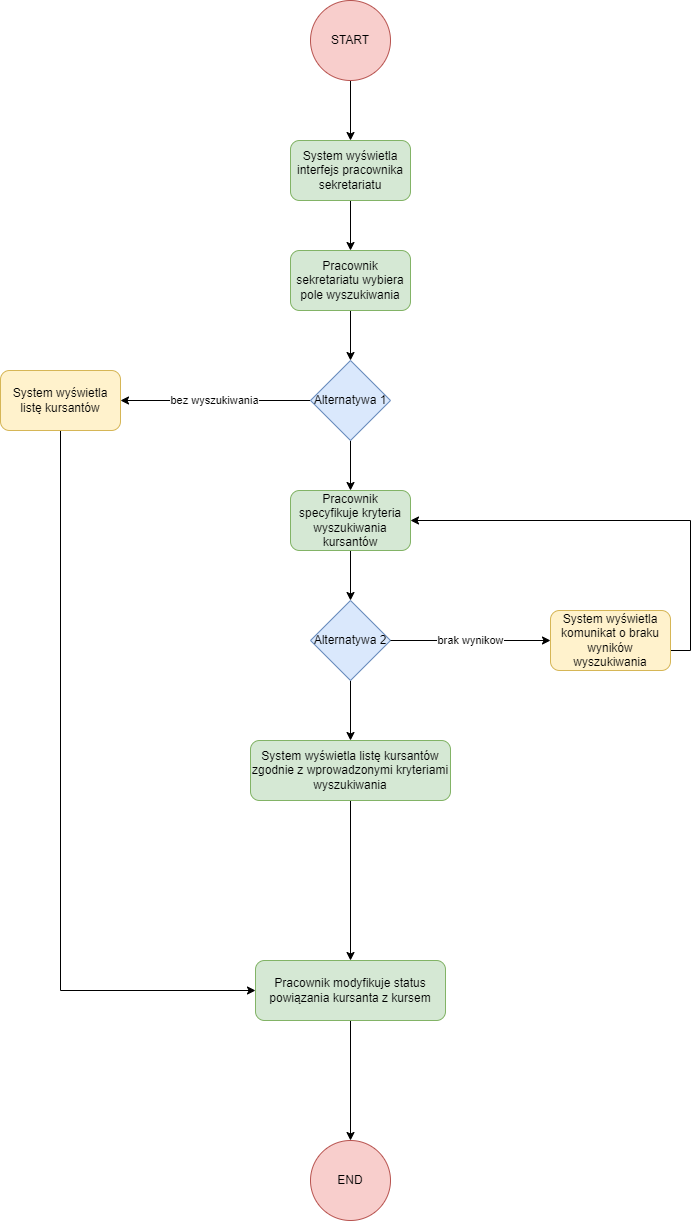 START
System wyświetla
interfejs pracownika
sekretariatu
Pracownik
sekretariatu wybiera
pole wyszukiwania
Alternatywa 1
bez wyszukiwania
System wyświetla
listę kursantów
Pracownik
specyfikuje kryteria
wyszukiwania
kursantów
Alternatywa 2
brak wynikow
System wyświetla
komunikat o braku
wyników
wyszukiwania
System wyświetla listę kursantów
zgodnie z wprowadzonymi kryteriami
wyszukiwania
Pracownik modyfikuje status
powiązania kursanta z kursem
END